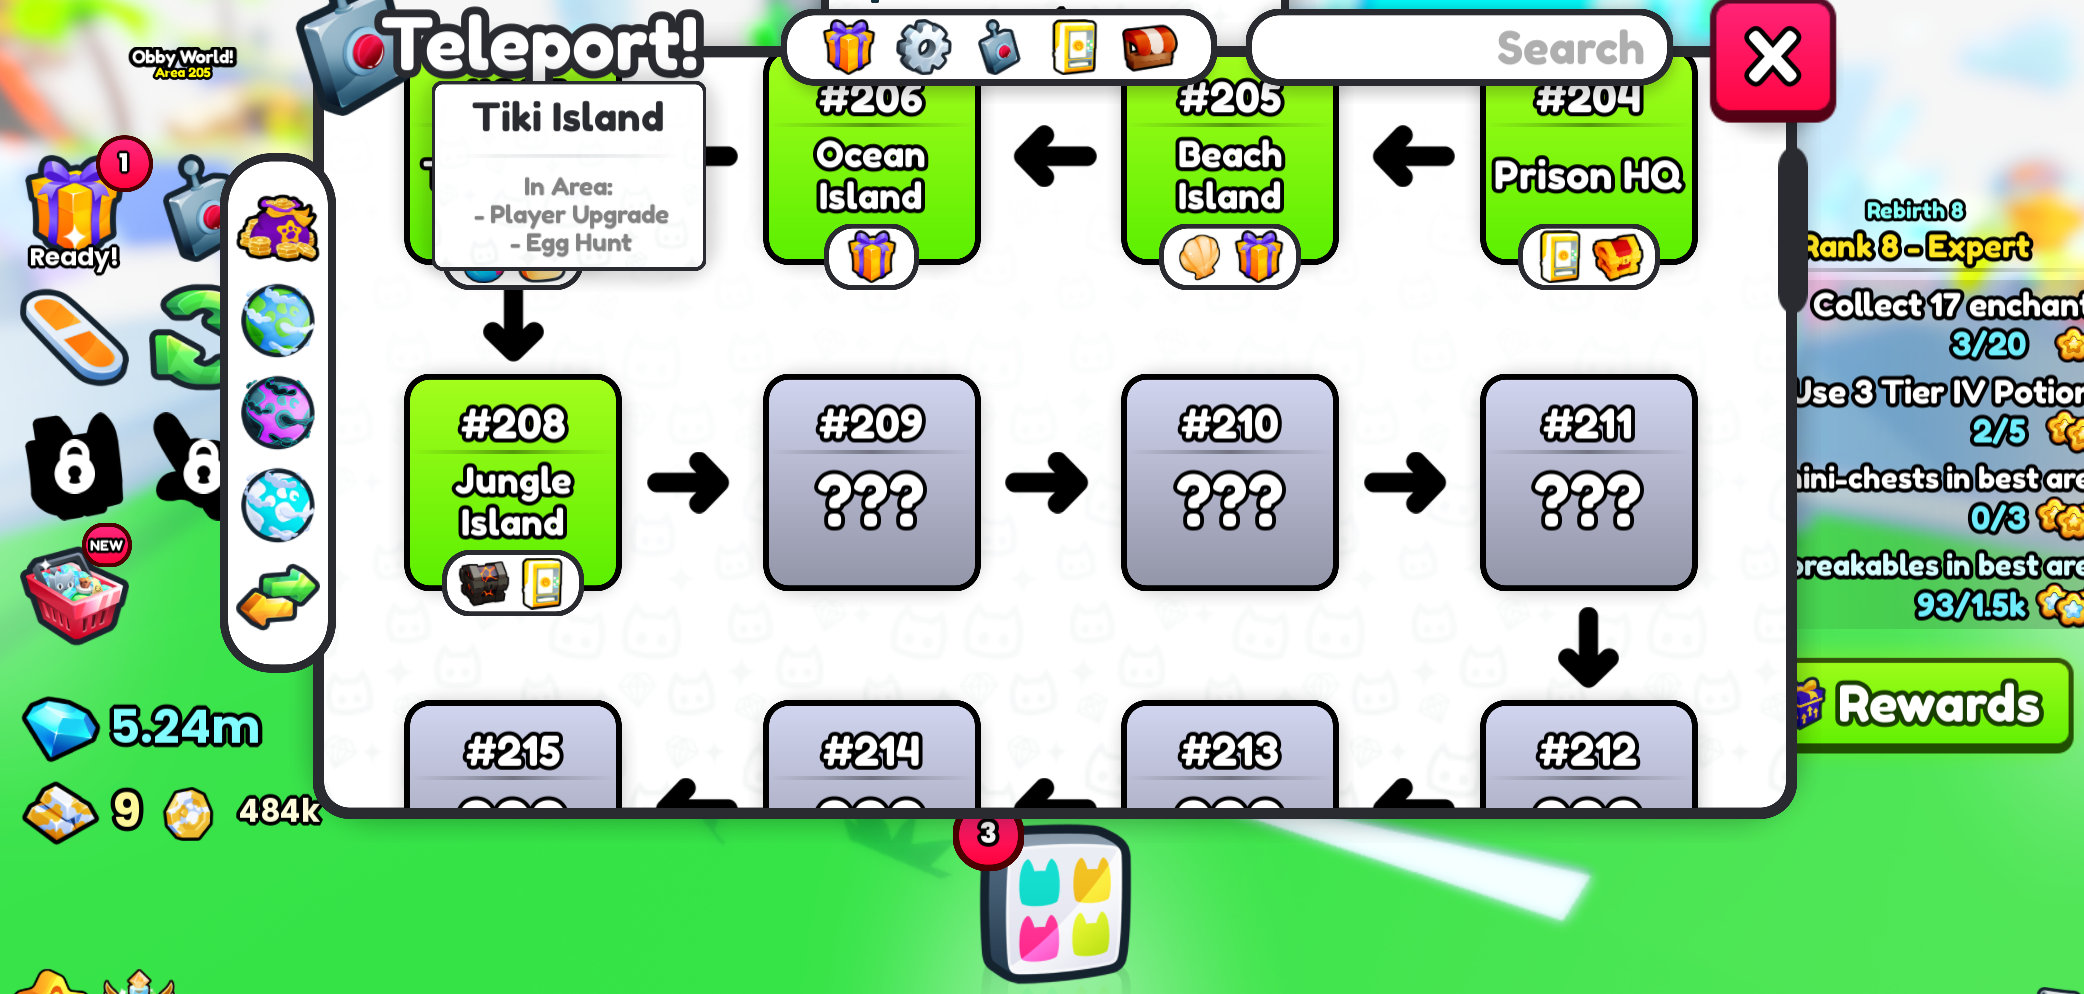 Obby World!
Area 205
Teleport!
Search
Tiki Island
In Area:
- Player Upgrade
- Egg Hunt
#206
Ocean
Island
#205
Beach
Island
#204
Prison HQ
1
Ready!
NEW
5.24m
9
484k
#208
Jungle
Island
#209
???
#210
???
#211
???
#215
#214
#213
#212
3
Rebirth 8
Rank 8 - Expert
Collect 17 enchant
3/20
Use 3 Tier IV Potion
2/5
ini-chests in best are
0/3
breakables in best are
93/1.5k
Rewards